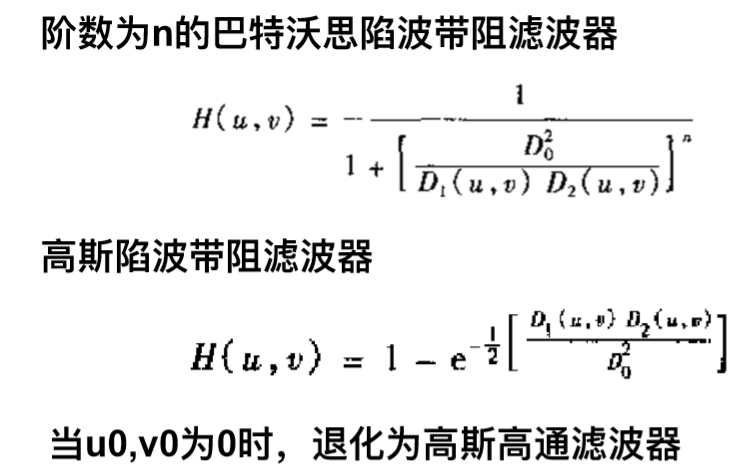 阶数为n的巴特沃思陷波带阻滤波器
H(u,v) = 1 / (1 + [D₀² / (D₁(u,v) D₂(u,v))]ⁿ)
高斯陷波带阻滤波器
H(u,v) = 1 − e^(−1/2 [D₁(u,v) D₂(u,v) / D₀²])
当u0,v0为0时，退化为高斯高通滤波器